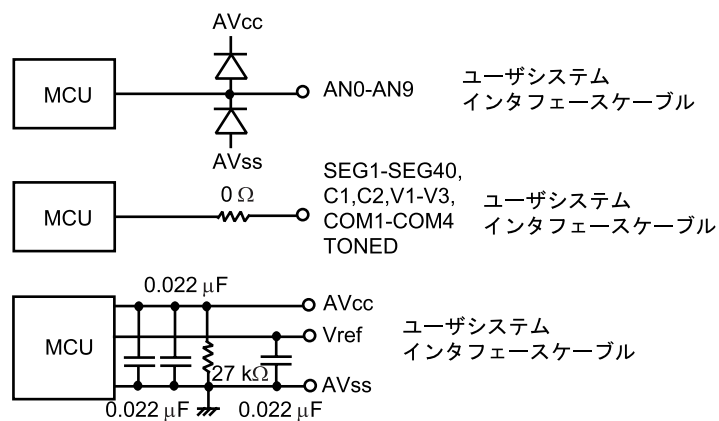 AVcc
MCU
AN0-AN9
ユーザシステム
インタフェースケーブル
AVss
0 Ω
SEG1-SEG40,
C1,C2,V1-V3,
COM1-COM4
TONED
MCU
ユーザシステム
インタフェースケーブル
0.022 μF
AVcc
Vref
MCU
ユーザシステム
インタフェースケーブル
27 kΩ
AVss
0.022 μF
0.022 μF